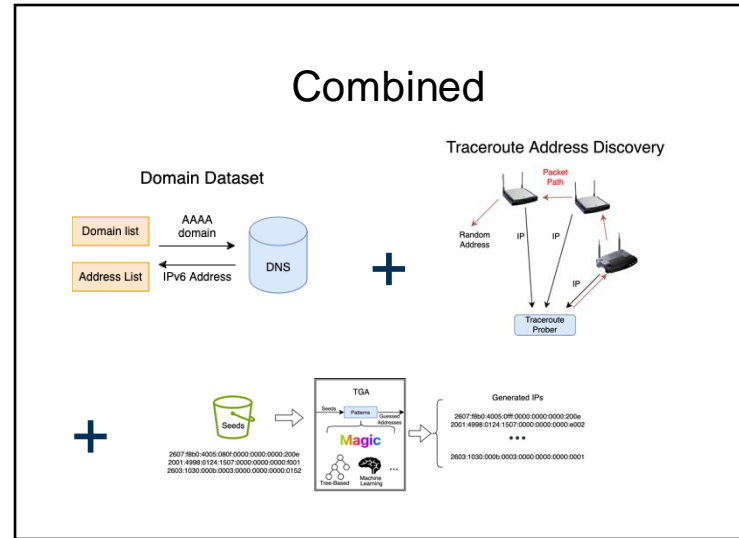 Combined
Domain Dataset
Domain list
AAAA
domain
Address List
IPv6 Address
DNS
+
Traceroute Address Discovery
Packet
Path
Random
Address
IP
IP
IP
Traceroute
Prober
+
Seeds
2607:f8b0:4005:080f:0000:0000:0000:200e
2001:4998:0124:1507:0000:0000:0000:f001
2603:1030:000b:0003:0000:0000:0000:0152
TGA
Seeds
Patterns
Guessed
Addresses
Magic
Tree-Based
Machine
Learning
...
Generated IPs
2607:f8b0:4005:0fff:0000:0000:0000:200e
2001:4998:0124:1507:0000:0000:0000:e002
...
2603:1030:000b:0003:0000:0000:0000:0001